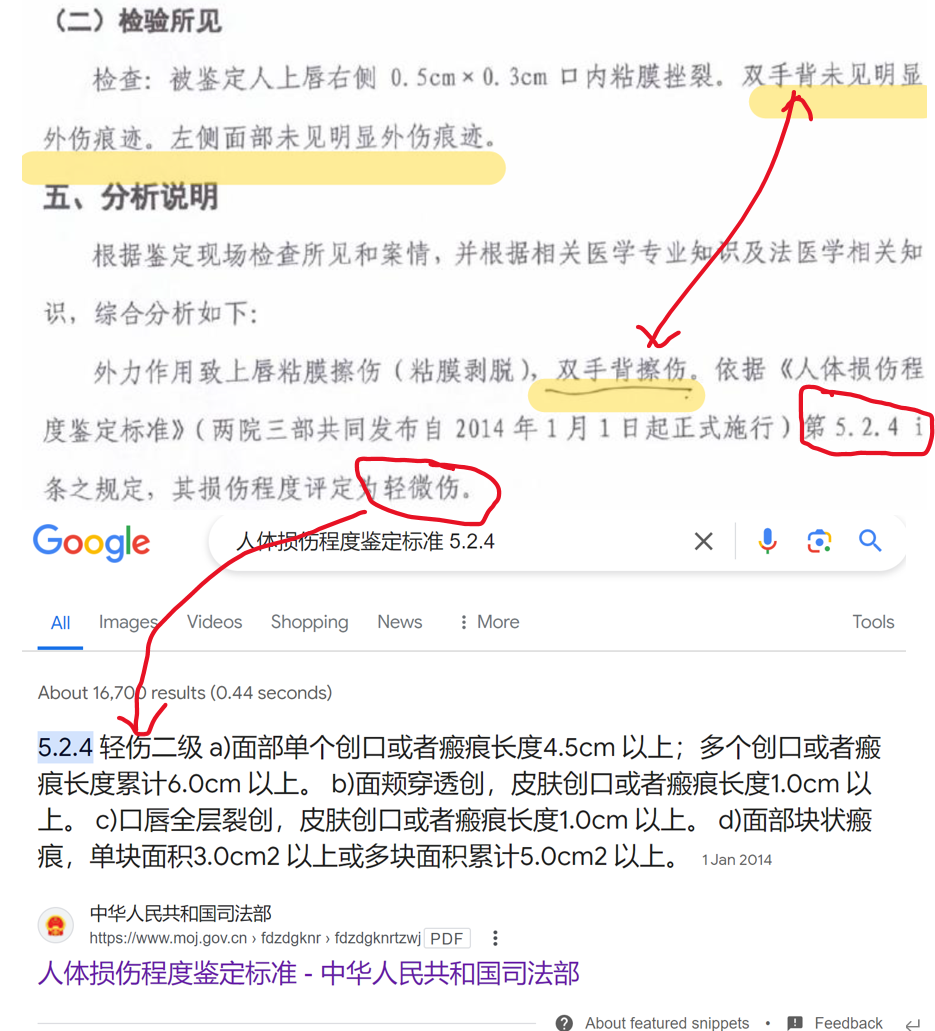 （二）检验所见
检查：被鉴定人上唇右侧 0.5cm×0.3cm 口内粘膜挫裂。双手背未见明显
外伤痕迹。左侧面部未见明显外伤痕迹。
五、分析说明
根据鉴定现场检查所见和案情，并根据相关医学专业知识及法医学相关知
识，综合分析如下：
外力作用致上唇粘膜擦伤（粘膜剥脱），双手背擦伤。依据《人体损伤程
度鉴定标准》（两院三部共同发布自 2014 年 1 月 1 日起正式施行）第 5.2.4 i
条之规定，其损伤程度评定为轻微伤。
Google 人体损伤程度鉴定标准 5.2.4
All Images Videos Shopping News More Tools
About 16,700 results (0.44 seconds)
5.2.4 轻伤二级 a)面部单个创口或者瘢痕长度4.5cm 以上；多个创口或者瘢
痕长度累计6.0cm 以上。 b)面颊穿透创，皮肤创口或者瘢痕长度1.0cm 以
上。 c)口唇全层裂创，皮肤创口或者瘢痕长度1.0cm 以上。 d)面部块状瘢
痕，单块面积3.0cm2 以上或多块面积累计5.0cm2 以上。 1 Jan 2014
中华人民共和国司法部
https://www.moj.gov.cn › fdzdgknr › fdzdgknrtzwj PDF
人体损伤程度鉴定标准 - 中华人民共和国司法部
About featured snippets • Feedback